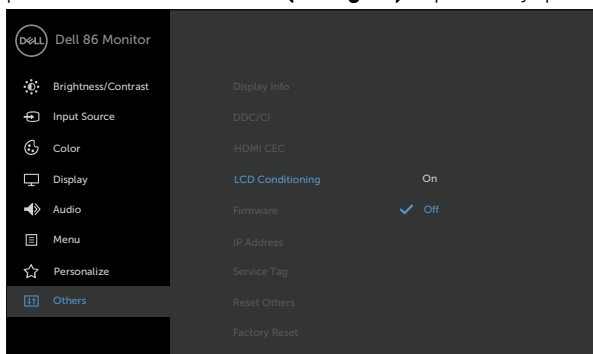 DELL
Dell 86 Monitor
Brightness/Contrast
Input Source
Color
Display
Audio
Menu
Personalize
Others
Display Info
DDC/CI
HDMI CEC
LCD Conditioning On
Firmware Off
IP Address
Service Tag
Reset Others
Factory Reset